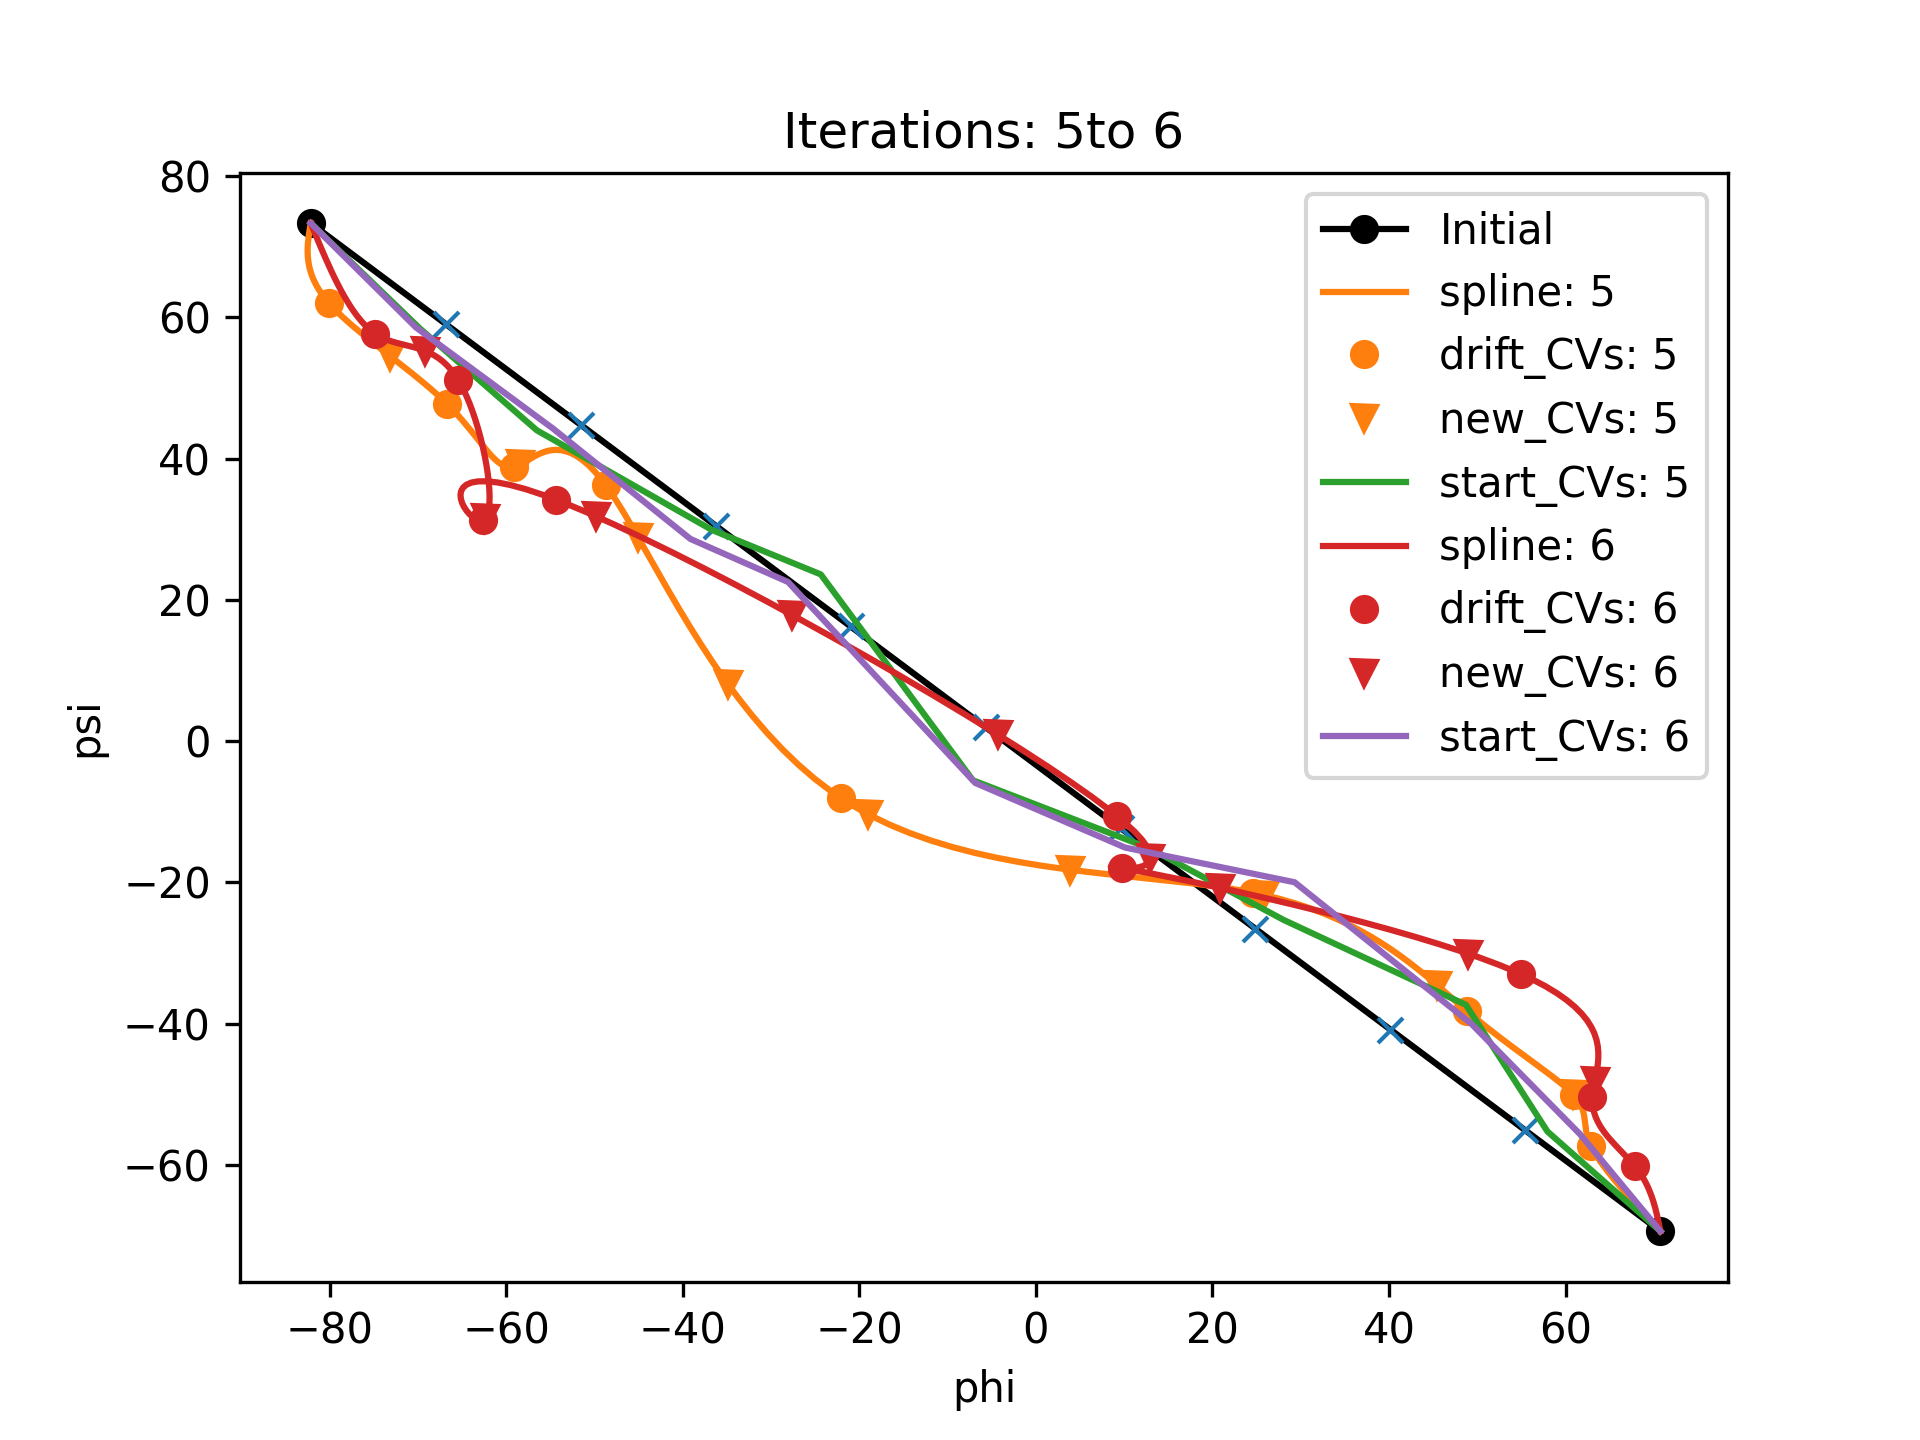 Iterations: 5to 6
80
60
40
20
0
−20
−40
−60
psi
−80
−60
−40
−20
0
20
40
60
phi
Initial
spline: 5
drift_CVs: 5
new_CVs: 5
start_CVs: 5
spline: 6
drift_CVs: 6
new_CVs: 6
start_CVs: 6